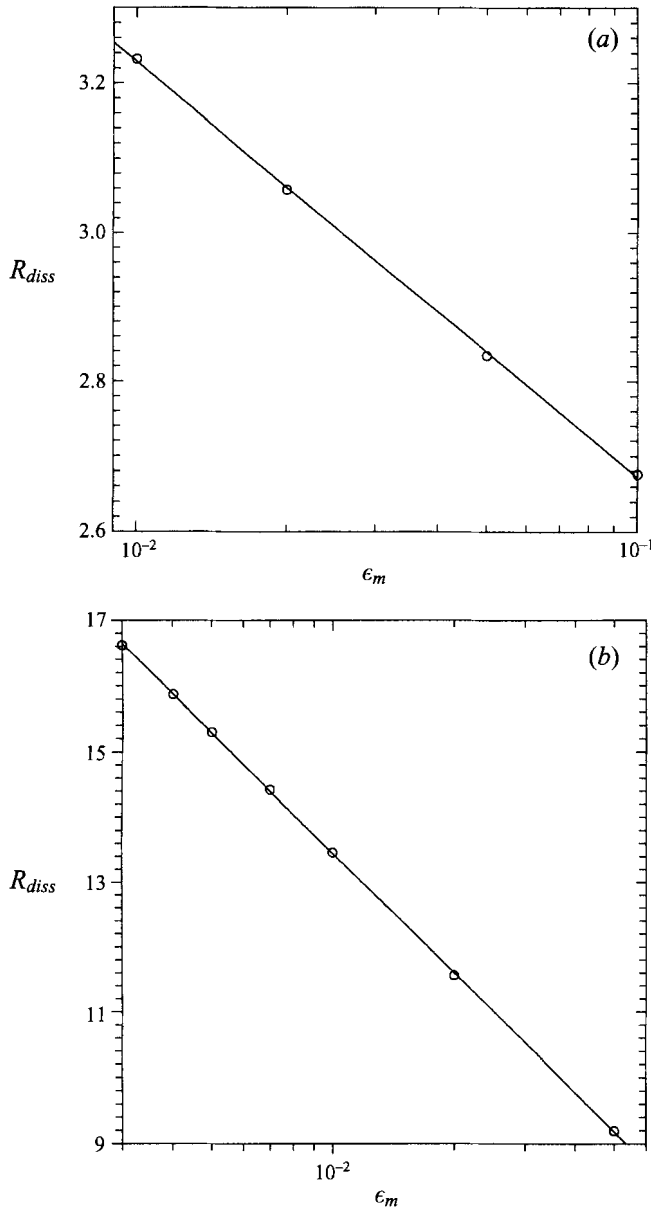 (a)
3.2
3.0
R_diss
2.8
2.6
10⁻²
10⁻¹
ϵ_m
17
(b)
15
R_diss
13
11
9
10⁻²
ϵ_m